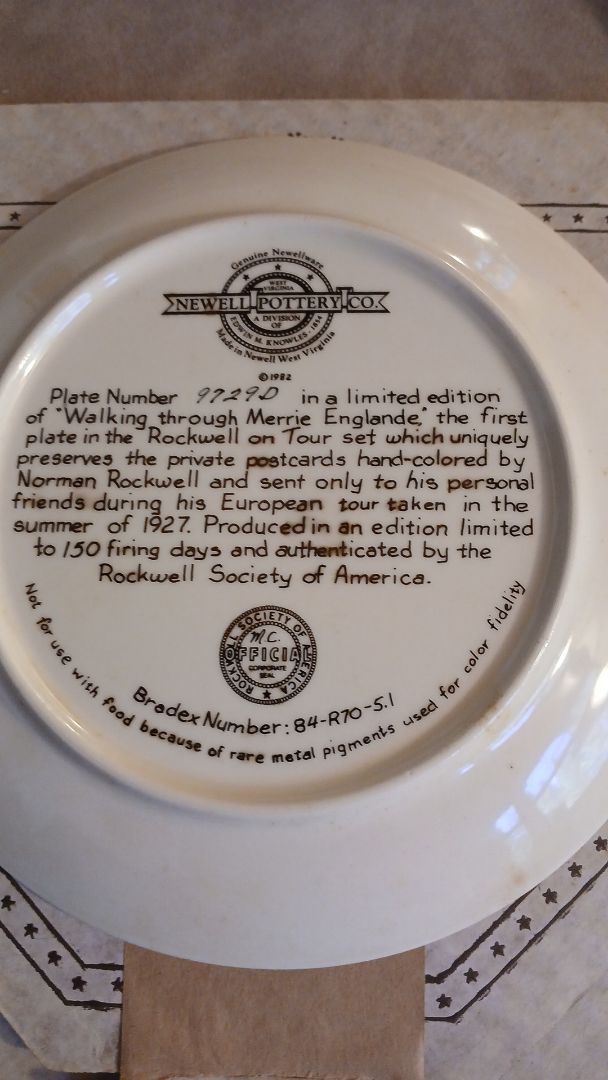 Genuine Newellware
WEST
VIRGINIA
NEWELL POTTERY CO.
A DIVISION
OF
EDWIN M. KNOWLES · 1854
Made in Newell West Virginia
©1982
Plate Number 9729D in a limited edition
of "Walking through Merrie Englande," the first
plate in the Rockwell on Tour set which uniquely
preserves the private postcards hand-colored by
Norman Rockwell and sent only to his personal
friends during his European tour taken in the
summer of 1927. Produced in an edition limited
to 150 firing days and authenticated by the
Rockwell Society of America.
ROCKWELL SOCIETY OF AMERICA
M.C.
OFFICIAL
CORPORATE
SEAL
Bradex Number: 84-R70-5.1
Not for use with food because of rare metal pigments used for color fidelity